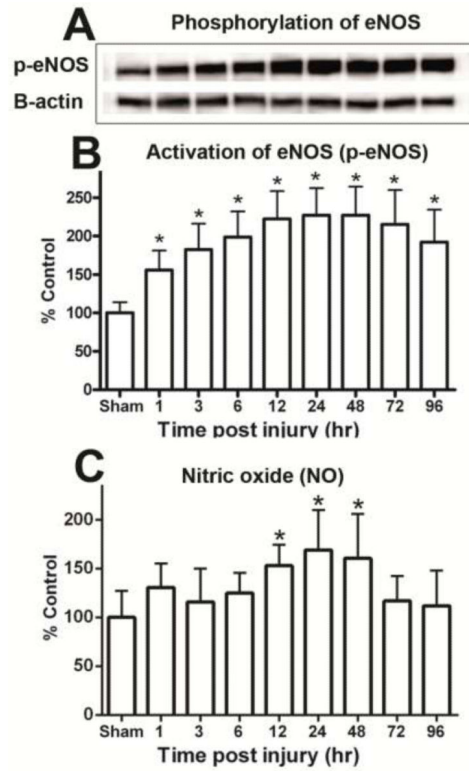 A Phosphorylation of eNOS
p-eNOS
B-actin
B Activation of eNOS (p-eNOS)
* * * * * * * *
250
200
150
100
50
0
% Control
Sham 1 3 6 12 24 48 72 96
Time post injury (hr)
C Nitric oxide (NO)
* * *
150
100
50
0
% Control
Sham 1 3 6 12 24 48 72 96
Time post injury (hr)